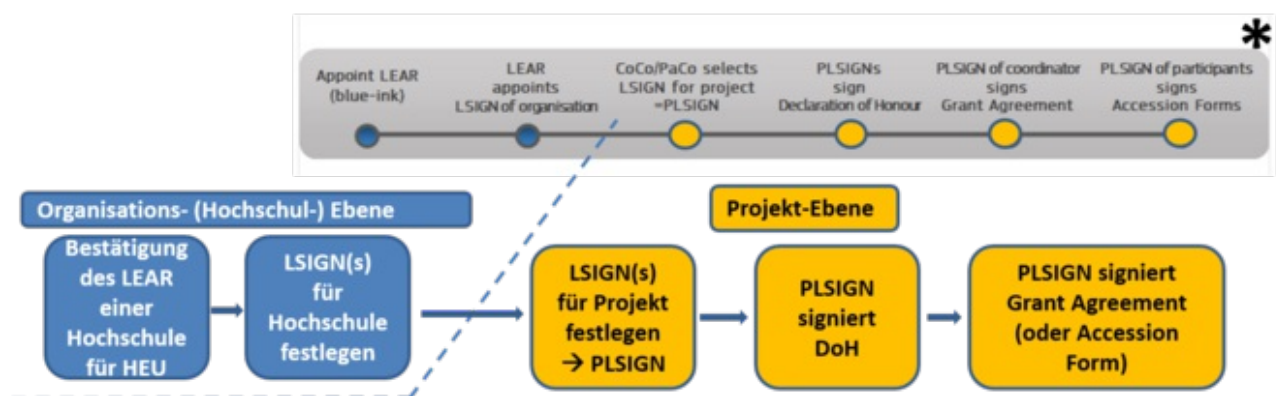 *
Appoint LEAR
(blue-ink)
LEAR
appoints
LSIGN of organisation
CoCo/PaCo selects
LSIGN for project
=PLSIGN
PLSIGNs
sign
Declaration of Honour
PLSIGN of coordinator
signs
Grant Agreement
PLSIGN of participants
signs
Accession Forms
Organisations- (Hochschul-) Ebene
Projekt-Ebene
Bestätigung
des LEAR
einer
Hochschule
für HEU
LSIGN(s)
für
Hochschule
festlegen
LSIGN(s)
für Projekt
festlegen
→ PLSIGN
PLSIGN
signiert
DoH
PLSIGN signiert
Grant Agreement
(oder Accession
Form)